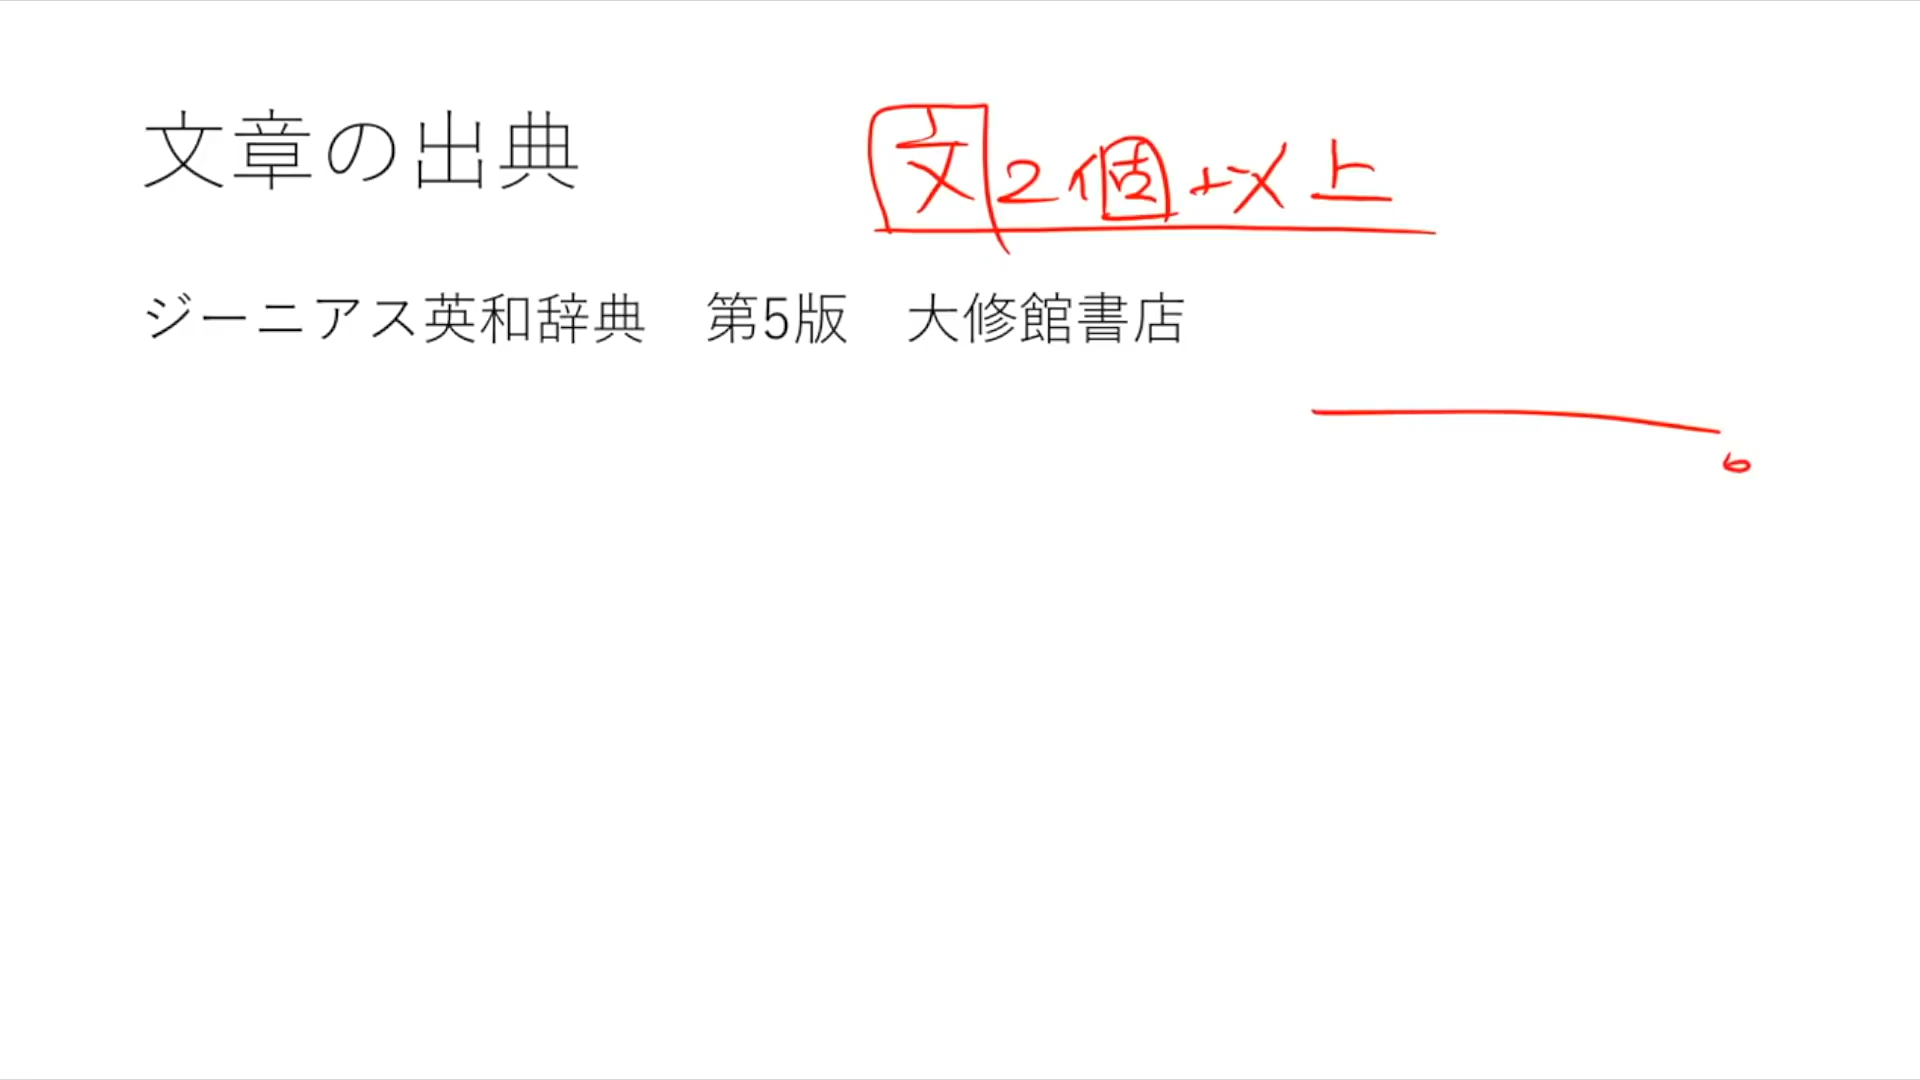 文章の出典
文2個以上
ジーニアス英和辞典　第5版　大修館書店
。